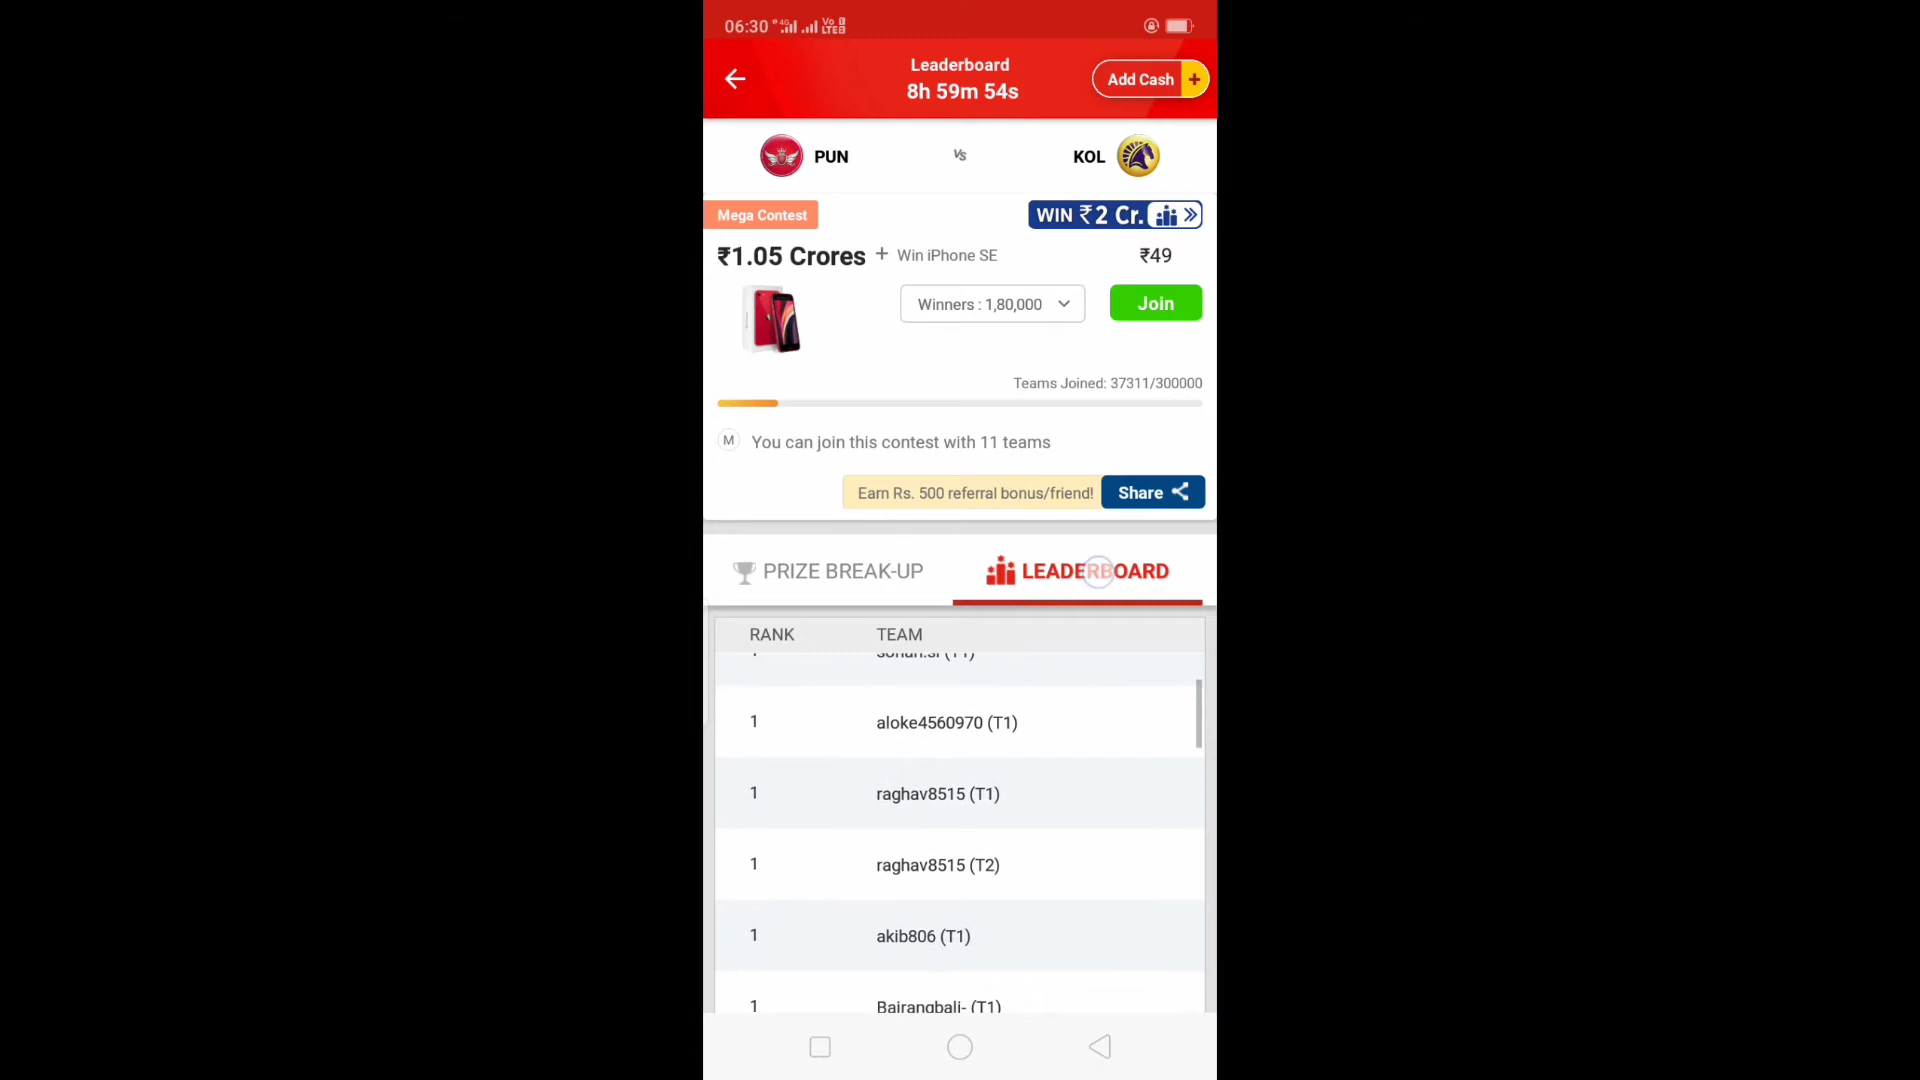 06:30
Leaderboard
8h 59m 54s
Add Cash +
PUN
Vs
KOL
Mega Contest
WIN ₹2 Cr.
₹1.05 Crores + Win iPhone SE
₹49
Winners : 1,80,000
Join
Teams Joined: 37311/300000
M You can join this contest with 11 teams
Earn Rs. 500 referral bonus/friend!
Share
PRIZE BREAK-UP
LEADERBOARD
RANK TEAM
1 aloke4560970 (T1)
1 raghav8515 (T1)
1 raghav8515 (T2)
1 akib806 (T1)
1 Bajrangbali- (T1)